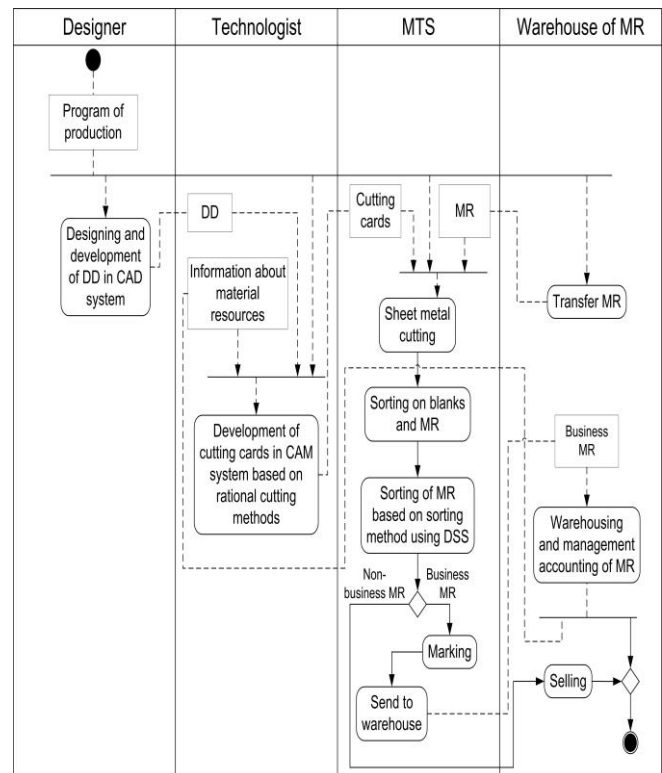 Designer
Technologist
MTS
Warehouse of MR
Program of
production
Designing and
development
of DD in CAD
system
DD
Information about
material
resources
Development of
cutting cards in CAM
system based on
rational cutting
methods
Cutting
cards
MR
Sheet metal
cutting
Sorting on blanks
and MR
Sorting of MR
based on sorting
method using DSS
Non-
business MR
Business
MR
Marking
Send to
warehouse
Transfer MR
Business
MR
Warehousing
and management
accounting of MR
Selling